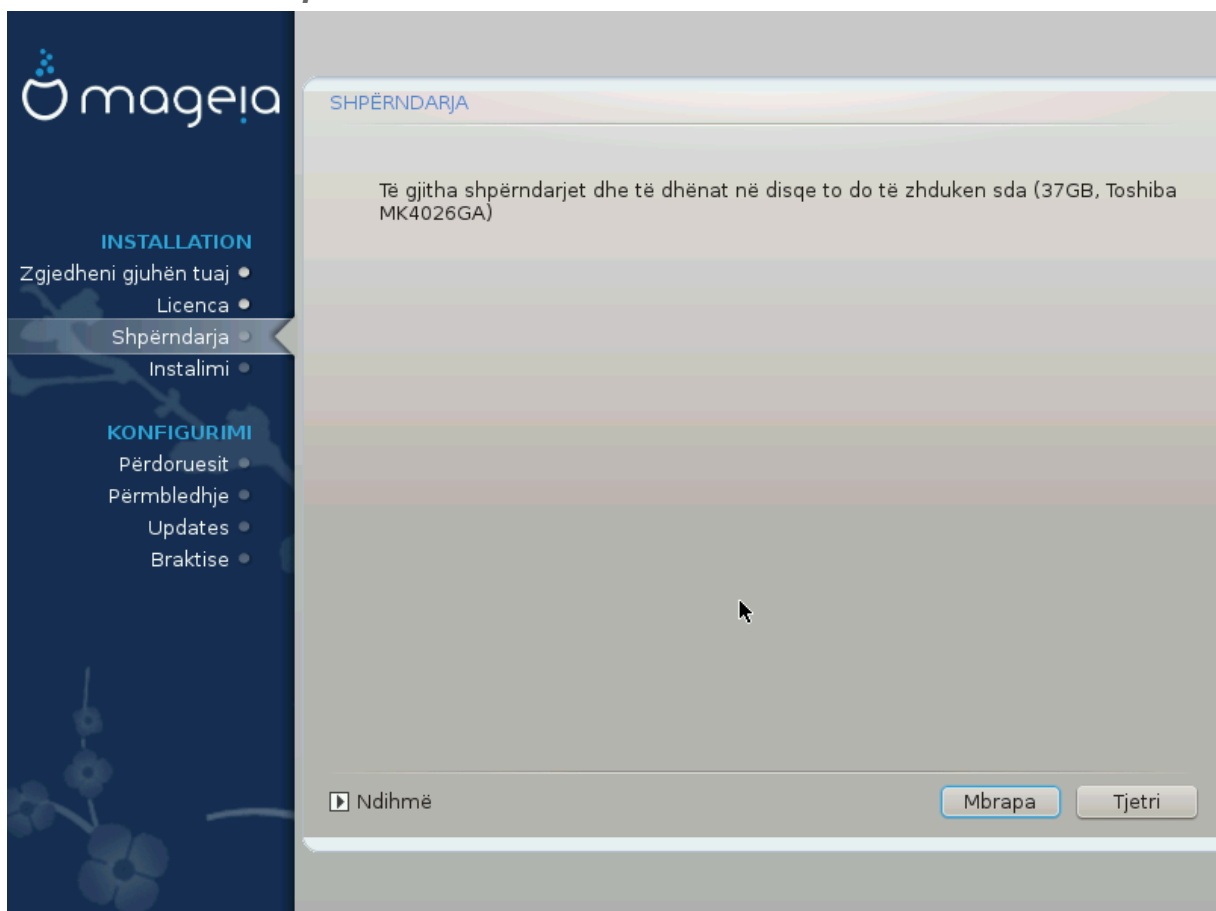 mageia
INSTALLATION
Zgjedheni gjuhën tuaj
Licenca
Shpërndarja
Instalimi
KONFIGURIMI
Përdoruesit
Përmbledhje
Updates
Braktise
SHPËRNDARJA
Të gjitha shpërndarjet dhe të dhënat në disqe to do të zhduken sda (37GB, Toshiba
MK4026GA)
Ndihmë
Mbrapa
Tjetri